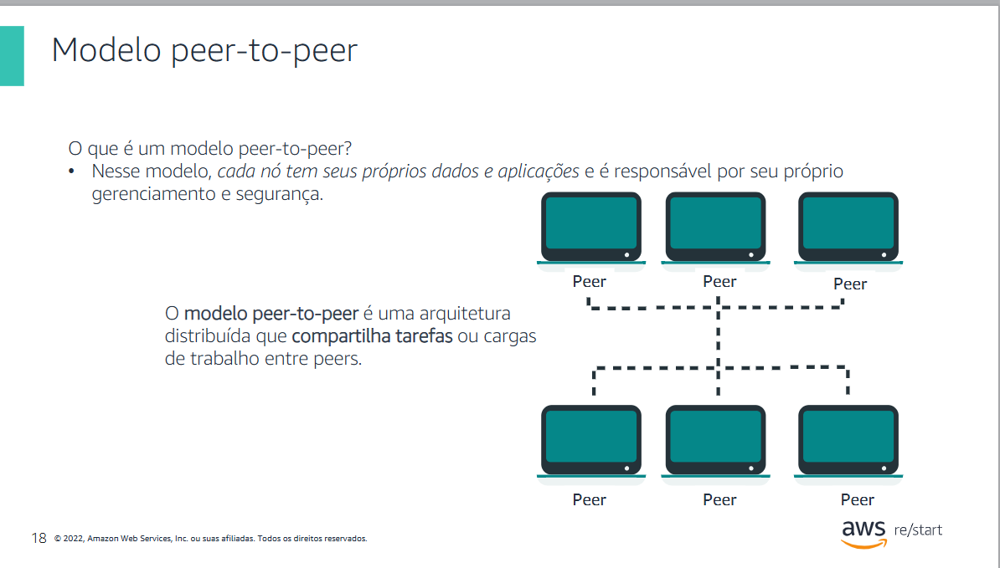 Modelo peer-to-peer
O que é um modelo peer-to-peer?
• Nesse modelo, cada nó tem seus próprios dados e aplicações e é responsável por seu próprio
gerenciamento e segurança.
Peer
Peer
Peer
O modelo peer-to-peer é uma arquitetura
distribuída que compartilha tarefas ou cargas
de trabalho entre peers.
Peer
Peer
Peer
18 © 2022, Amazon Web Services, Inc. ou suas afiliadas. Todos os direitos reservados.
aws re/start